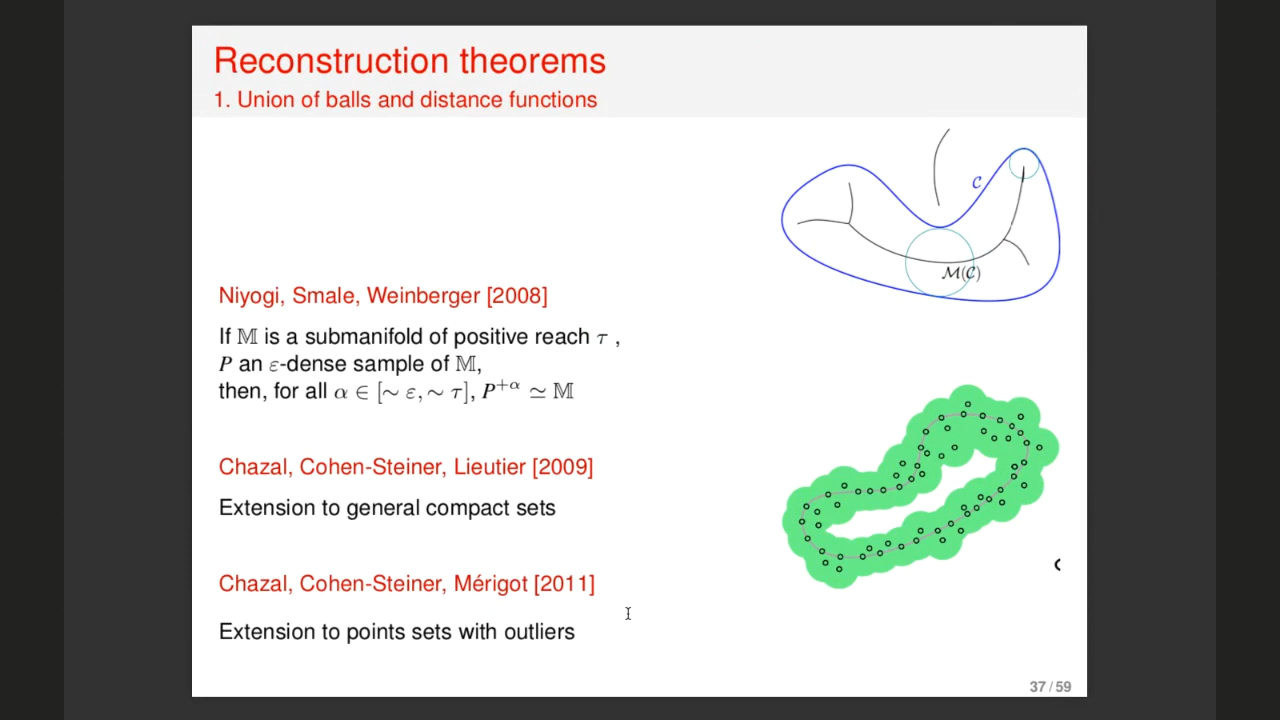 Reconstruction theorems
1. Union of balls and distance functions
C
M(C)
Niyogi, Smale, Weinberger [2008]
If 𝕄 is a submanifold of positive reach τ ,
P an ε-dense sample of 𝕄,
then, for all α ∈ [∼ ε, ∼ τ], P⁺ᵅ ≃ 𝕄
Chazal, Cohen-Steiner, Lieutier [2009]
Extension to general compact sets
Chazal, Cohen-Steiner, Mérigot [2011]
Extension to points sets with outliers
37 / 59